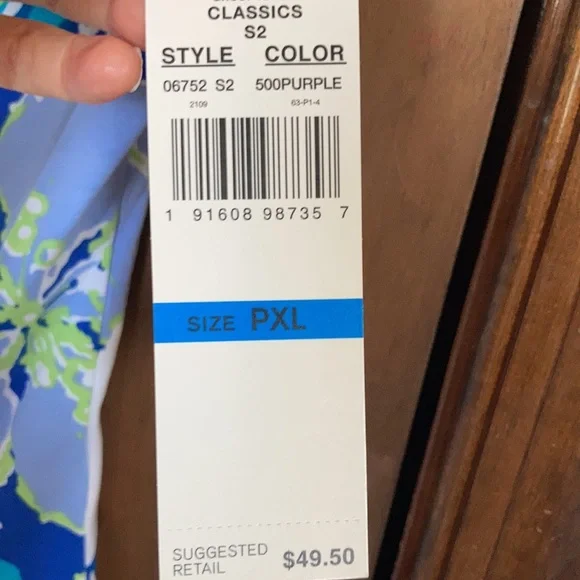 CLASSICS
S2
STYLE COLOR
06752 S2 500PURPLE
2109 63-P1-4
1 91608 98735 7
SIZE PXL
SUGGESTED
RETAIL $49.50